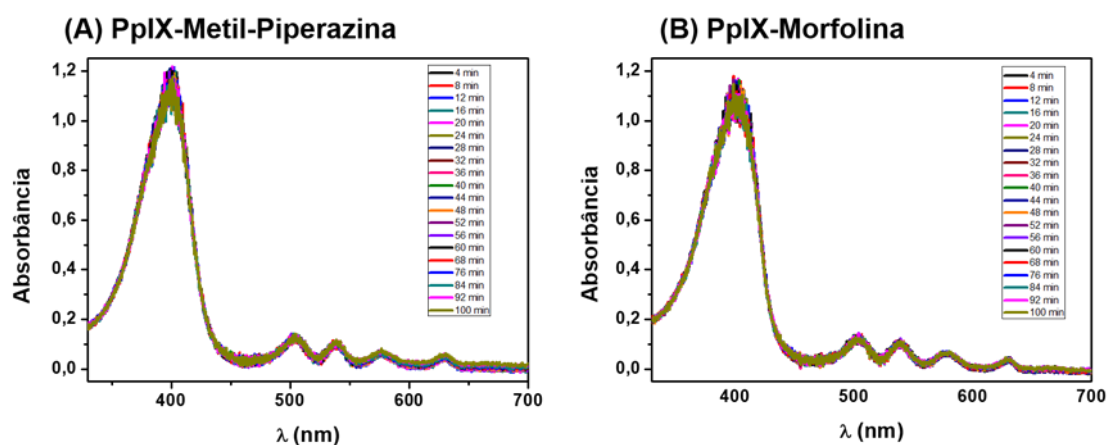 (A) PpIX-Metil-Piperazina
Absorbância
1,2
1,0
0,8
0,6
0,4
0,2
0,0
400
500
600
700
λ (nm)
4 min
8 min
12 min
16 min
20 min
24 min
28 min
32 min
36 min
40 min
44 min
48 min
52 min
56 min
60 min
68 min
76 min
84 min
92 min
100 min
(B) PpIX-Morfolina
Absorbância
1,2
1,0
0,8
0,6
0,4
0,2
0,0
400
500
600
700
λ (nm)
4 min
8 min
12 min
16 min
20 min
24 min
28 min
32 min
36 min
40 min
44 min
48 min
52 min
56 min
60 min
68 min
76 min
84 min
92 min
100 min